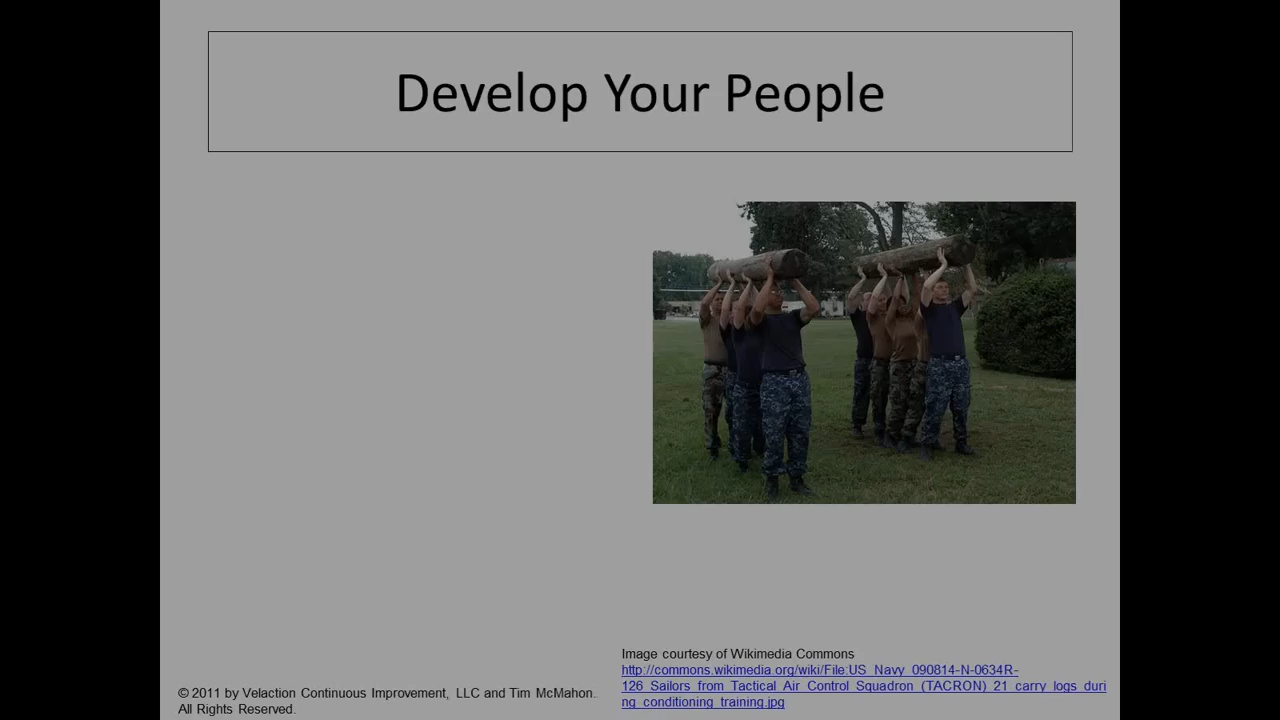 Develop Your People
Image courtesy of Wikimedia Commons
http://commons.wikimedia.org/wiki/File:US_Navy_090814-N-0634R-
126_Sailors_from_Tactical_Air_Control_Squadron_(TACRON)_21_carry_logs_duri
ng_conditioning_training.jpg
© 2011 by Velaction Continuous Improvement, LLC and Tim McMahon.
All Rights Reserved.